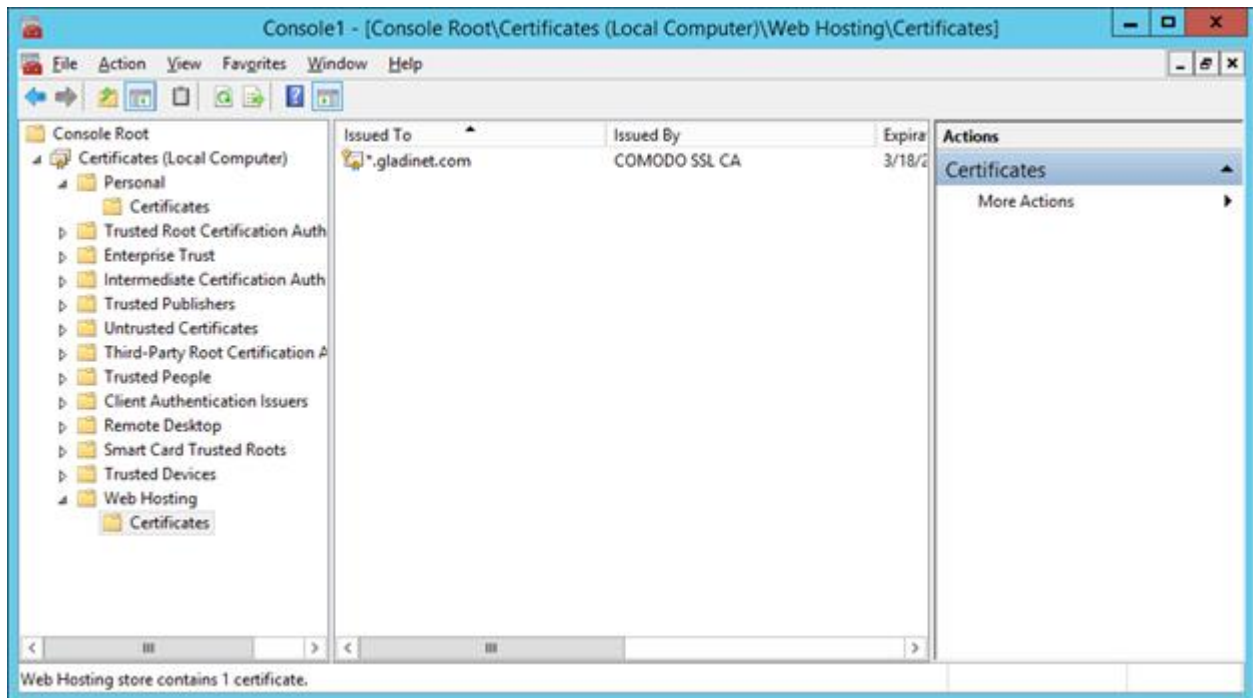 Console1 - [Console Root\Certificates (Local Computer)\Web Hosting\Certificates]
File Action View Favorites Window Help
Console Root
Certificates (Local Computer)
Personal
Certificates
Trusted Root Certification Auth
Enterprise Trust
Intermediate Certification Auth
Trusted Publishers
Untrusted Certificates
Third-Party Root Certification A
Trusted People
Client Authentication Issuers
Remote Desktop
Smart Card Trusted Roots
Trusted Devices
Web Hosting
Certificates
Issued To Issued By Expira
*.gladinet.com COMODO SSL CA 3/18/2
Actions
Certificates
More Actions
Web Hosting store contains 1 certificate.